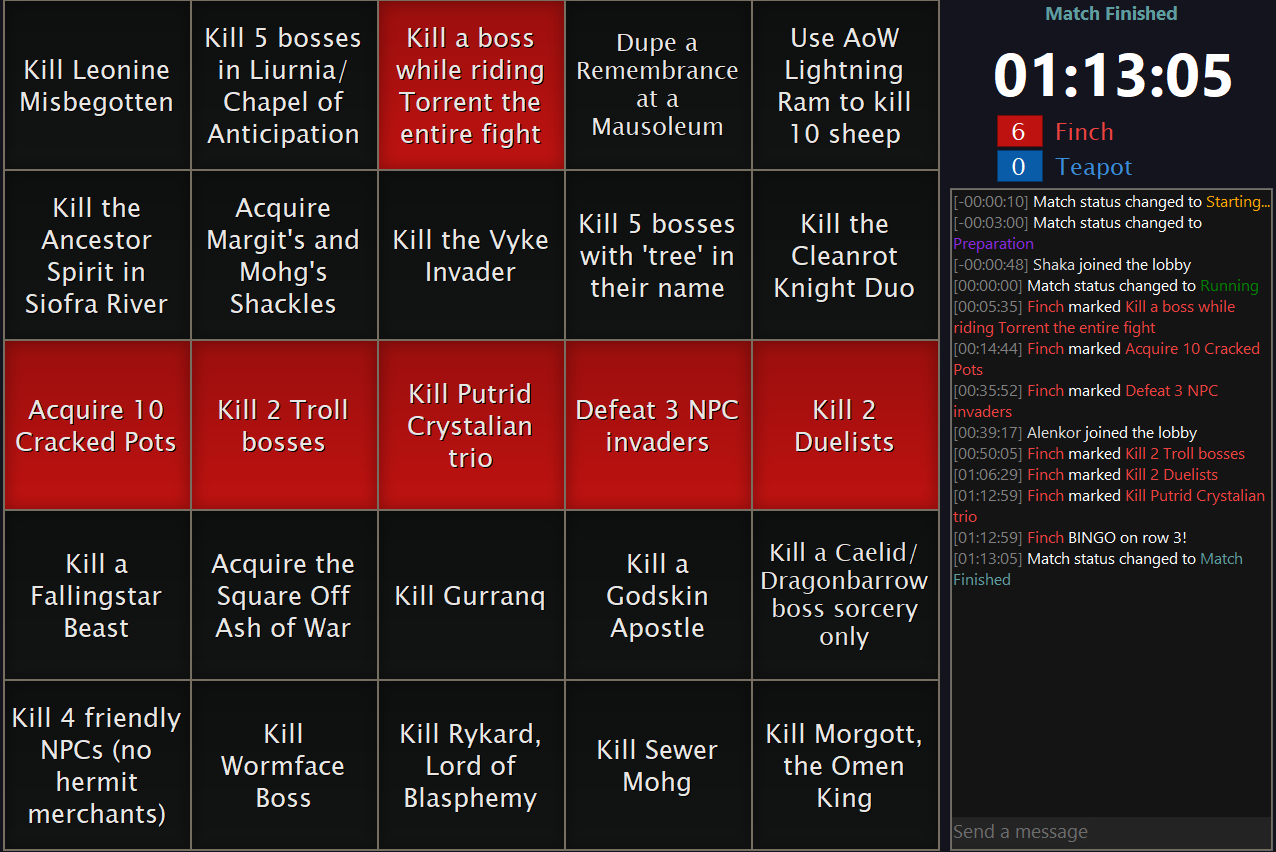 Kill Leonine
Misbegotten
Kill 5 bosses
in Liurnia/
Chapel of
Anticipation
Kill a boss
while riding
Torrent the
entire fight
Dupe a
Remembrance
at a
Mausoleum
Use AoW
Lightning
Ram to kill
10 sheep
Kill the
Ancestor
Spirit in
Siofra River
Acquire
Margit's and
Mohg's
Shackles
Kill the Vyke
Invader
Kill 5 bosses
with 'tree' in
their name
Kill the
Cleanrot
Knight Duo
Acquire 10
Cracked Pots
Kill 2 Troll
bosses
Kill Putrid
Crystalian
trio
Defeat 3 NPC
invaders
Kill 2
Duelists
Kill a
Fallingstar
Beast
Acquire the
Square Off
Ash of War
Kill Gurranq
Kill a
Godskin
Apostle
Kill a Caelid/
Dragonbarrow
boss sorcery
only
Kill 4 friendly
NPCs (no
hermit
merchants)
Kill
Wormface
Boss
Kill Rykard,
Lord of
Blasphemy
Kill Sewer
Mohg
Kill Morgott,
the Omen
King
Match Finished
01:13:05
6 Finch
0 Teapot
[-00:00:10] Match status changed to Starting...
[-00:03:00] Match status changed to
Preparation
[-00:00:48] Shaka joined the lobby
[00:00:00] Match status changed to Running
[00:05:35] Finch marked Kill a boss while
riding Torrent the entire fight
[00:14:44] Finch marked Acquire 10 Cracked
Pots
[00:35:52] Finch marked Defeat 3 NPC
invaders
[00:39:17] Alenkor joined the lobby
[00:50:05] Finch marked Kill 2 Troll bosses
[01:06:29] Finch marked Kill 2 Duelists
[01:12:59] Finch marked Kill Putrid Crystalian
trio
[01:12:59] Finch BINGO on row 3!
[01:13:05] Match status changed to Match
Finished
Send a message